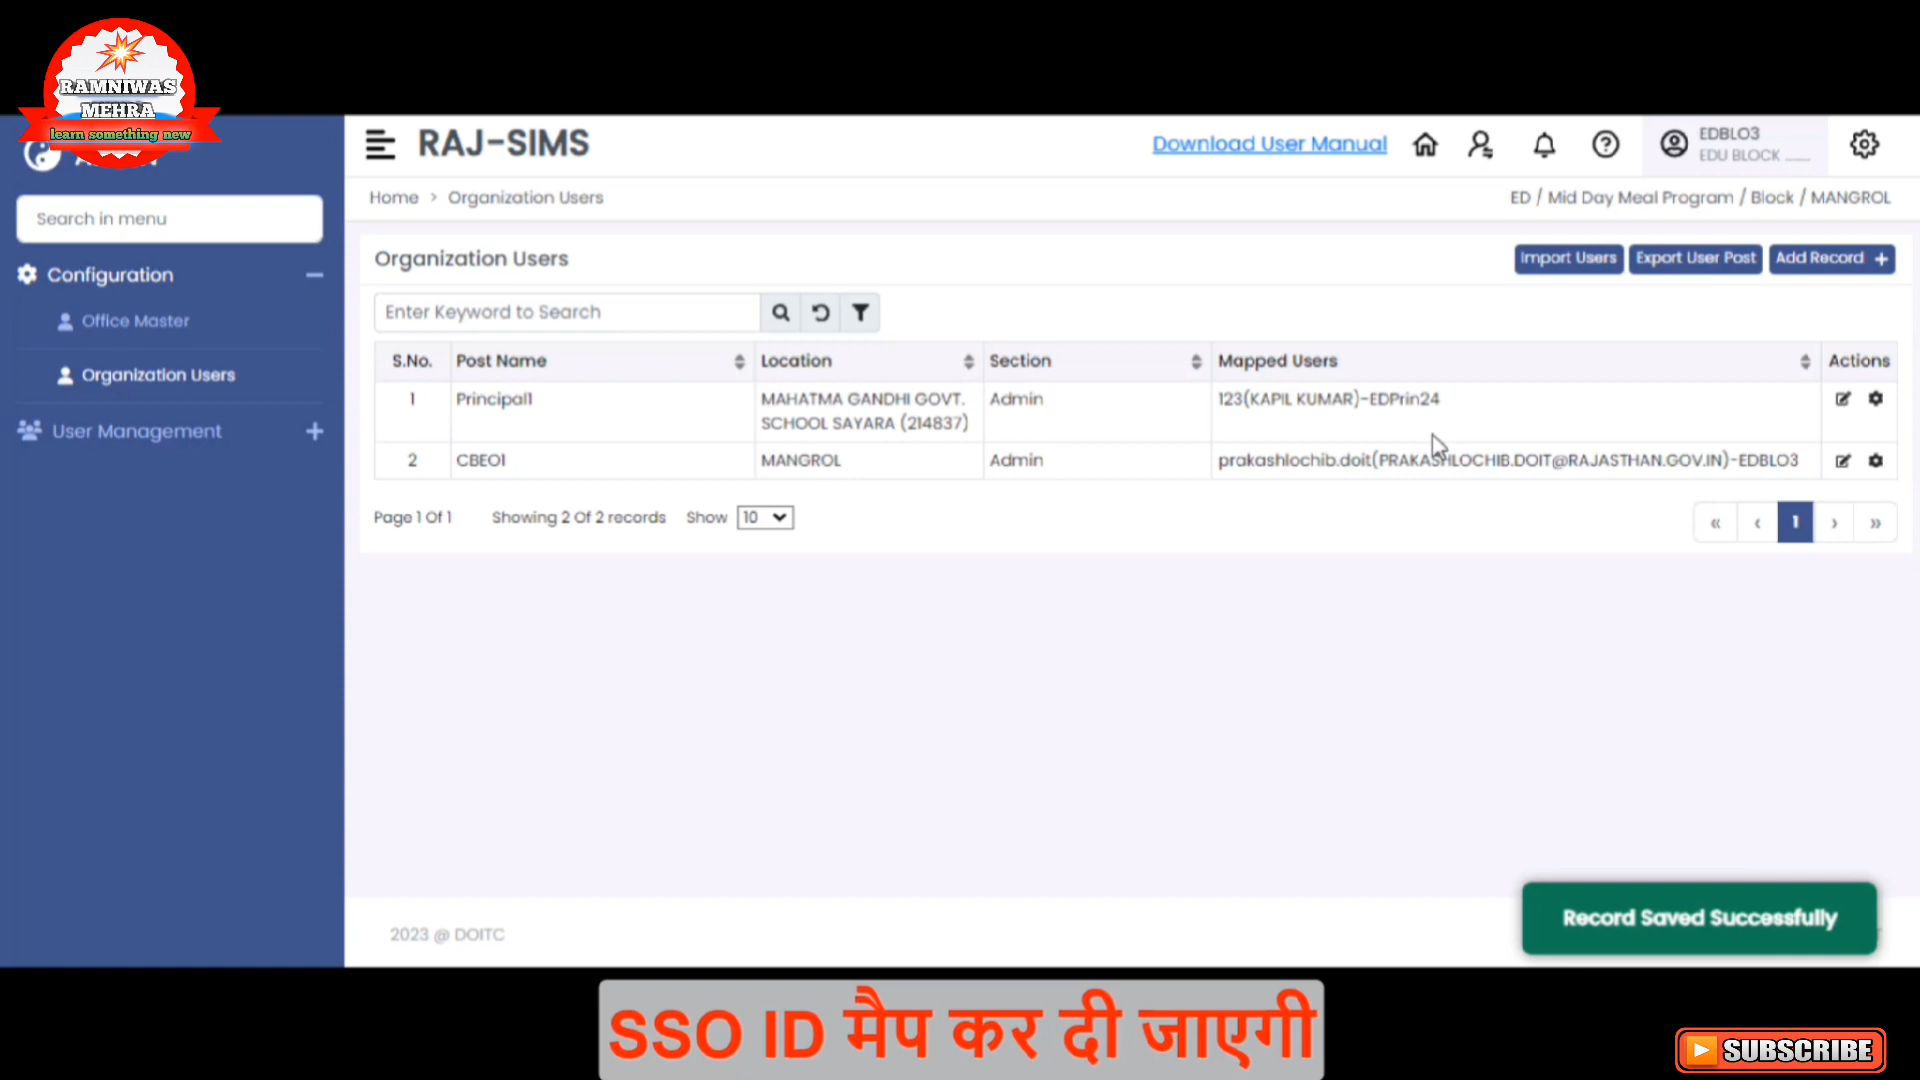 RAMNIWAS
MEHRA
learn something new
RAJ-SIMS
Download User Manual
EDBLO3
EDU BLOCK
Search in menu
Home > Organization Users
ED / Mid Day Meal Program / Block / MANGROL
Configuration
Office Master
Organization Users
User Management
Organization Users
Import Users
Export User Post
Add Record +
Enter Keyword to Search
S.No. Post Name Location Section Mapped Users Actions
1 Principal1 MAHATMA GANDHI GOVT. Admin 123(KAPIL KUMAR)-EDPrin24
SCHOOL SAYARA (214837)
2 CBEO1 MANGROL Admin prakashlochib.doit(PRAKASHLOCHIB.DOIT@RAJASTHAN.GOV.IN)-EDBLO3
Page 1 Of 1 Showing 2 Of 2 records Show 10
« ‹ 1 › »
2023 @ DOITC
Record Saved Successfully
SSO ID मैप कर दी जाएगी
SUBSCRIBE